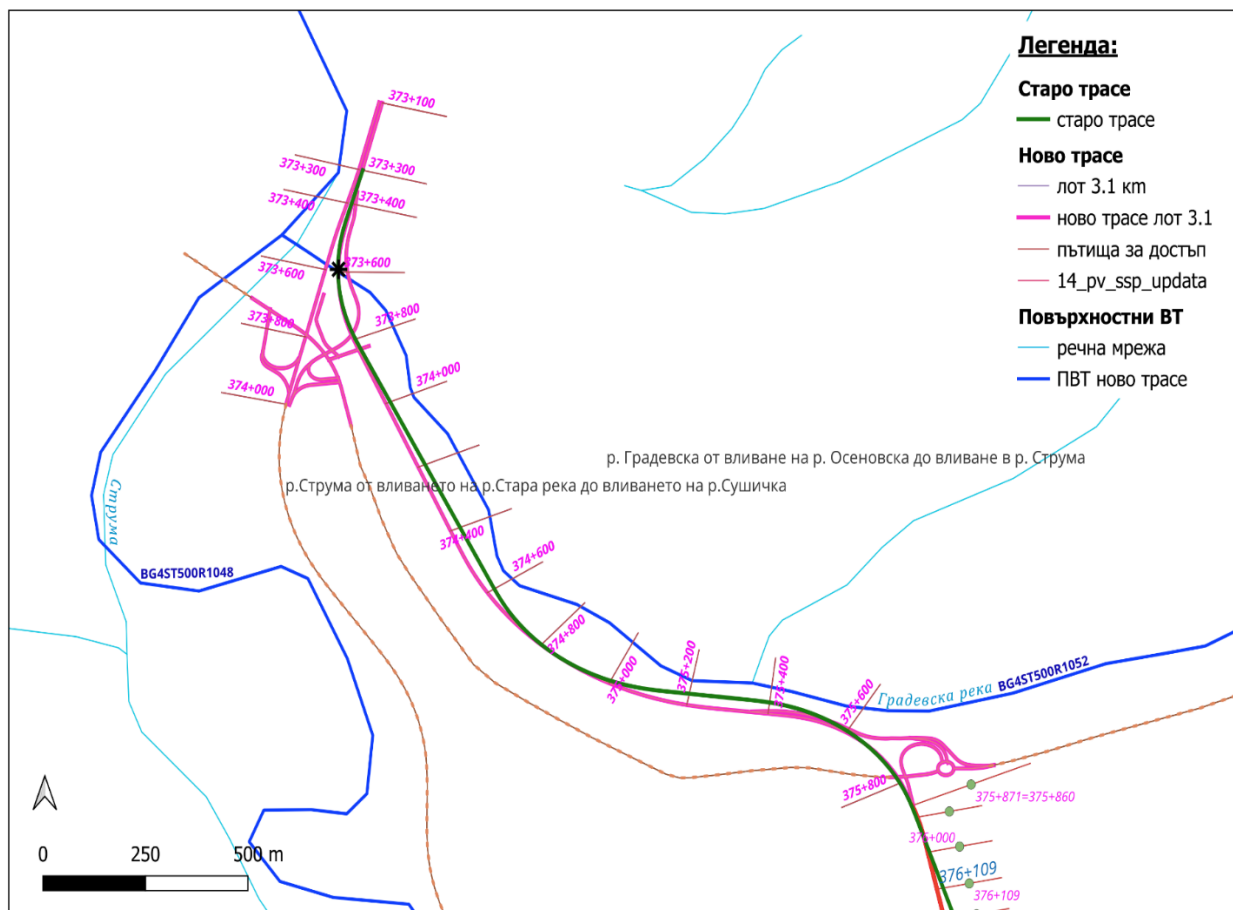 Легенда:
Старо трасе
старо трасе
Ново трасе
лот 3.1 km
ново трасе лот 3.1
пътища за достъп
14_pv_ssp_updata
Повърхностни ВТ
речна мрежа
ПВТ ново трасе
373+100
373+300
373+300
373+400
373+400
373+600
373+600
373+800
373+800
374+000
374+000
р. Градевска от вливане на р. Осеновска до вливане в р. Струма
р.Струма от вливането на р.Стара река до вливането на р.Сушичка
Струма
374+400
374+600
BG4ST500R1048
374+800
375+000
375+200
375+400
375+600
Градевска река
BG4ST500R1052
375+800
375+871=375+860
376+000
376+109
376+109
0 250 500 m